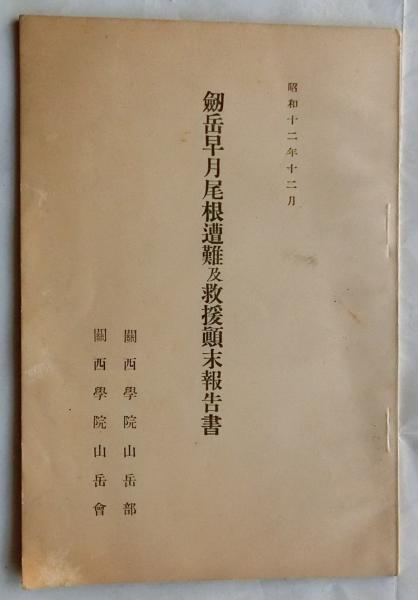 昭和十二年十二月
劒岳早月尾根遭難及救援顚末報告書
關西學院山岳部
關西學院山岳會